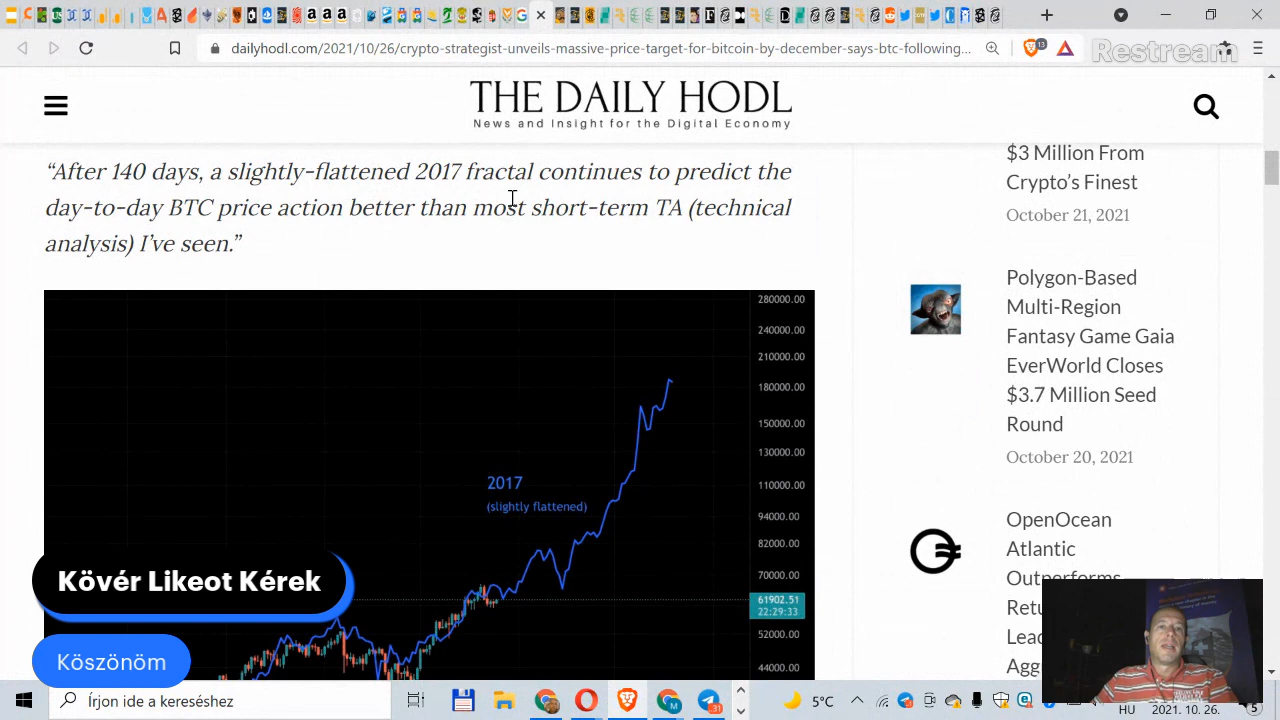 dailyhodl.com/2021/10/26/crypto-strategist-unveils-massive-price-target-for-bitcoin-by-december-says-btc-following...
13
Restream
THE DAILY HODL
News and Insight for the Digital Economy
“After 140 days, a slightly-flattened 2017 fractal continues to predict the
day-to-day BTC price action better than most short-term TA (technical
analysis) I’ve seen.”
280000.00
240000.00
210000.00
180000.00
150000.00
130000.00
110000.00
94000.00
82000.00
70000.00
61902.51
22:29:33
52000.00
44000.00
2017
(slightly flattened)
$3 Million From
Crypto’s Finest
October 21, 2021
Polygon-Based
Multi-Region
Fantasy Game Gaia
EverWorld Closes
$3.7 Million Seed
Round
October 20, 2021
OpenOcean
Atlantic
Outperforms
Retu
Lead
Agg
Kövér Likeot Kérek
Köszönöm
Írjon ide a kereséshez
31
5°C
HU
2021. 10. 26.